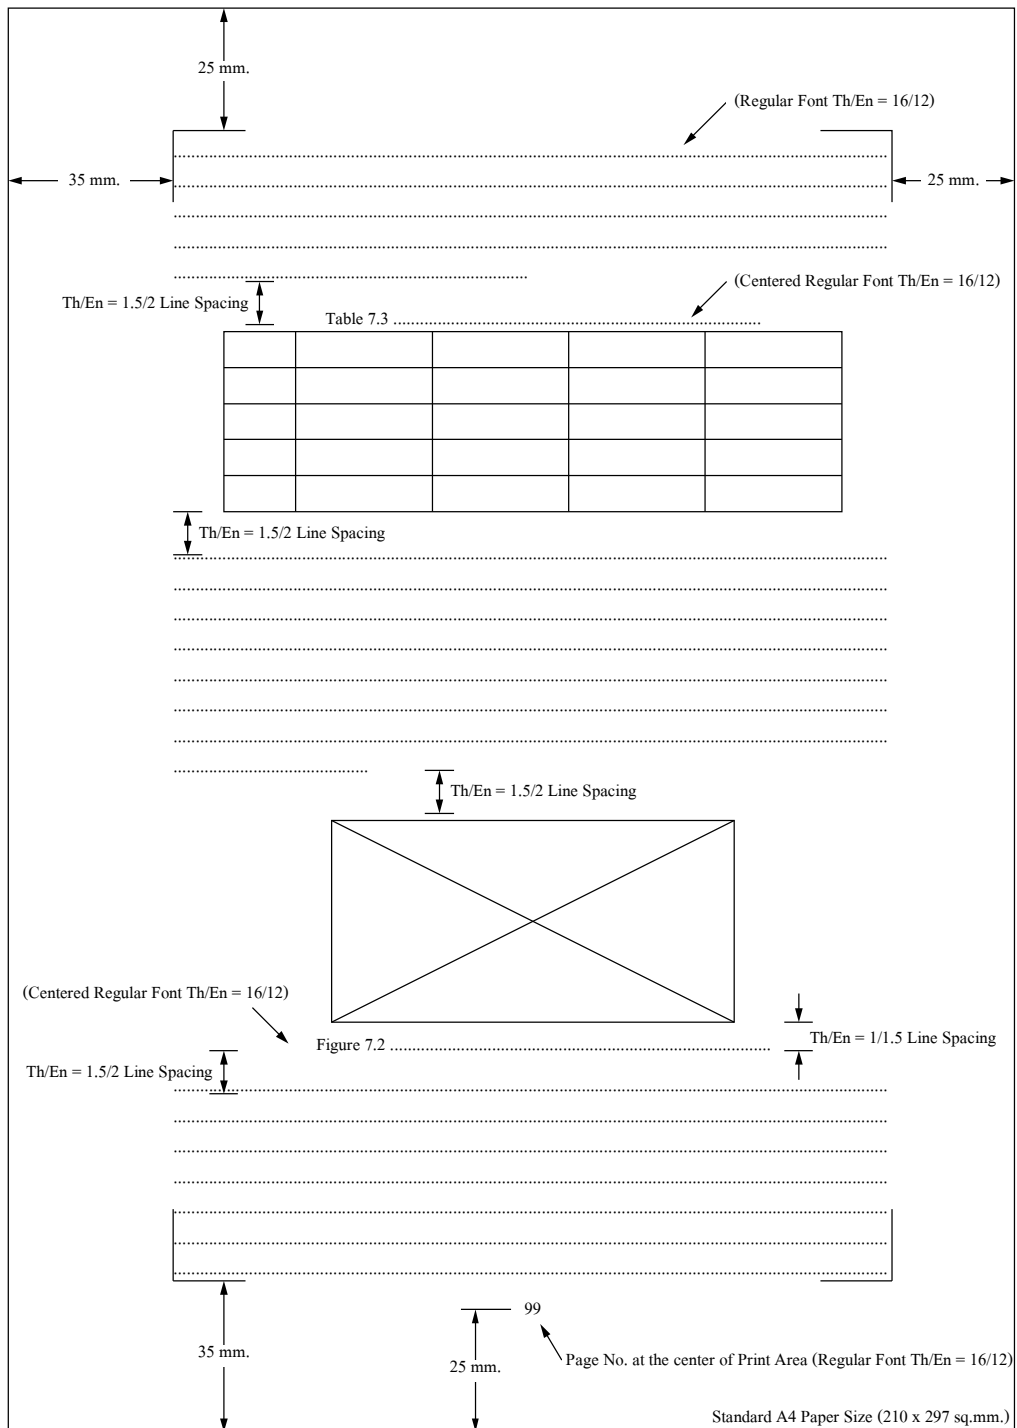 25 mm.
(Regular Font Th/En = 16/12)
35 mm.
25 mm.
(Centered Regular Font Th/En = 16/12)
Th/En = 1.5/2 Line Spacing
Table 7.3 ..........................................................................................
Th/En = 1.5/2 Line Spacing
Th/En = 1.5/2 Line Spacing
(Centered Regular Font Th/En = 16/12)
Th/En = 1/1.5 Line Spacing
Figure 7.2 ..........................................................................................
Th/En = 1.5/2 Line Spacing
99
35 mm.
25 mm.
Page No. at the center of Print Area (Regular Font Th/En = 16/12)
Standard A4 Paper Size (210 x 297 sq.mm.)